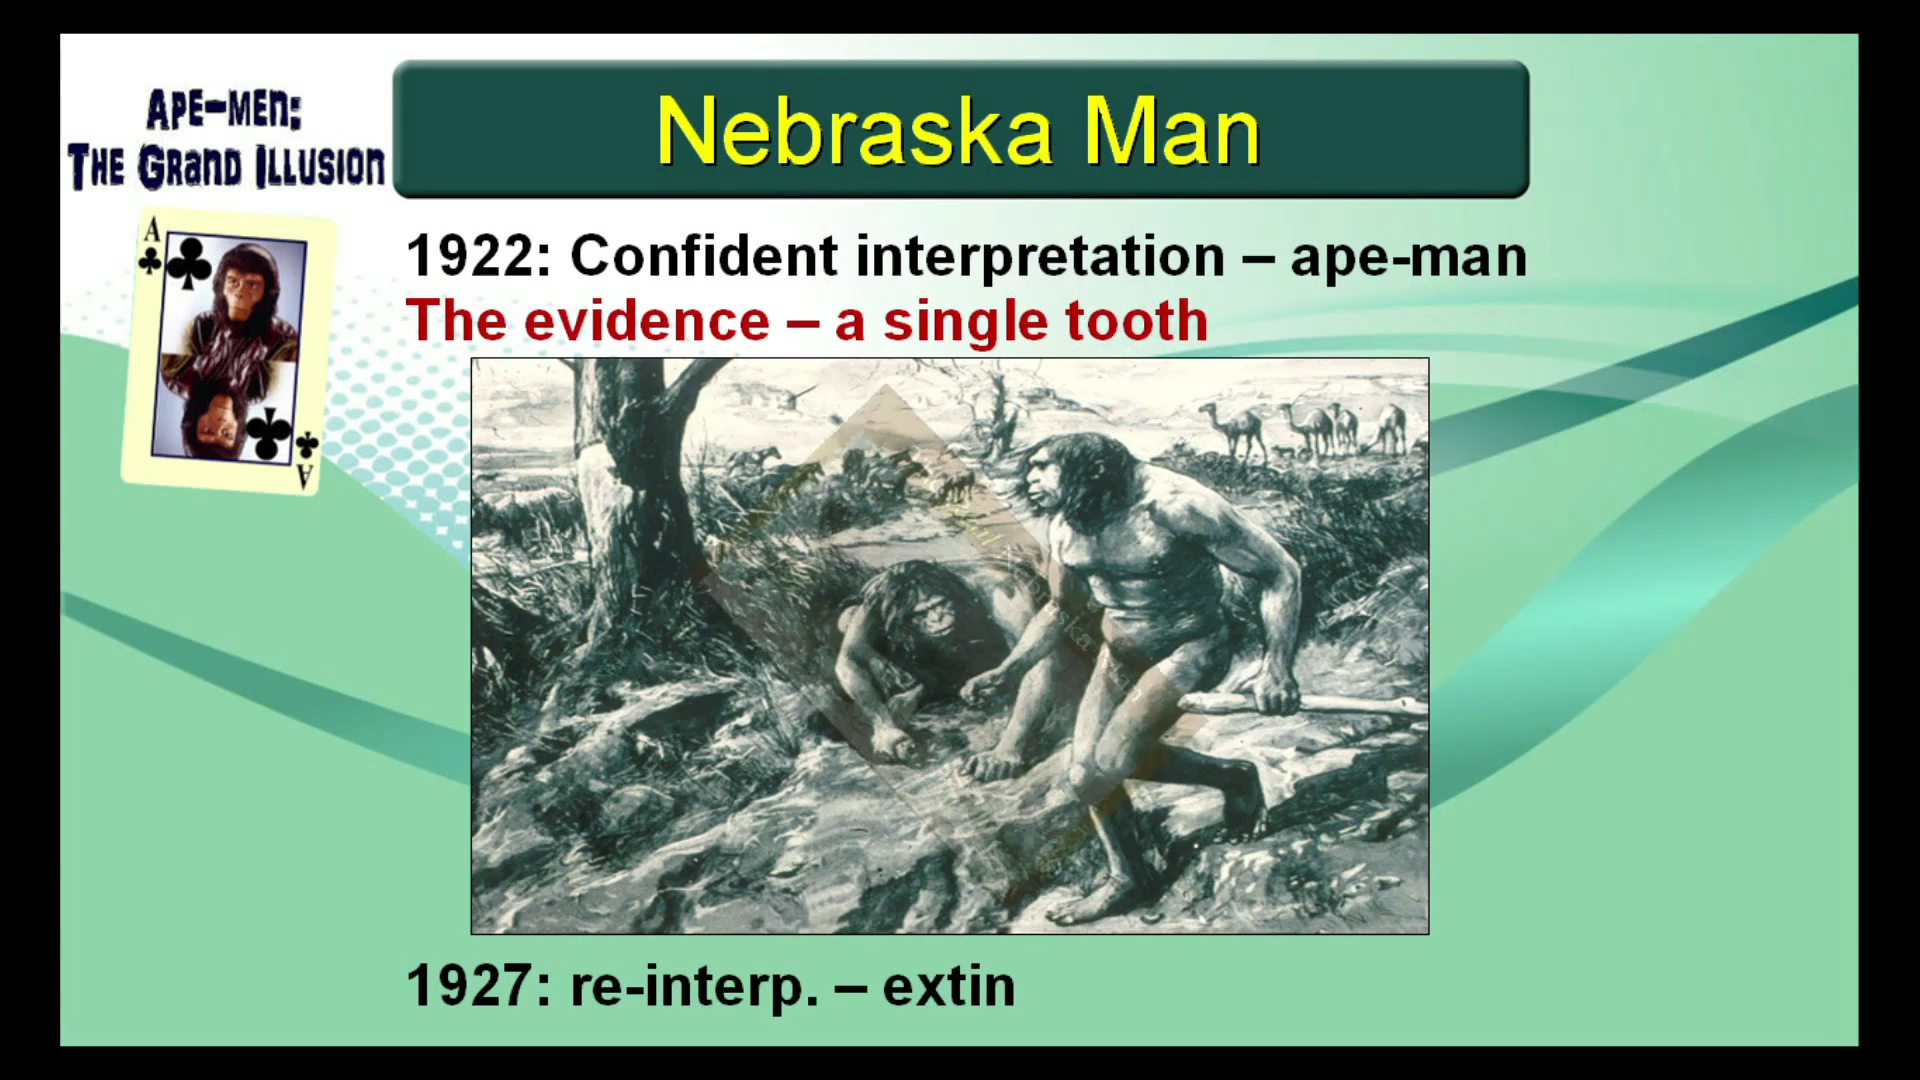 APE-MEN:
THE GRAND ILLUSION
Nebraska Man
A
1922: Confident interpretation – ape-man
The evidence – a single tooth
A
1927: re-interp. – extin